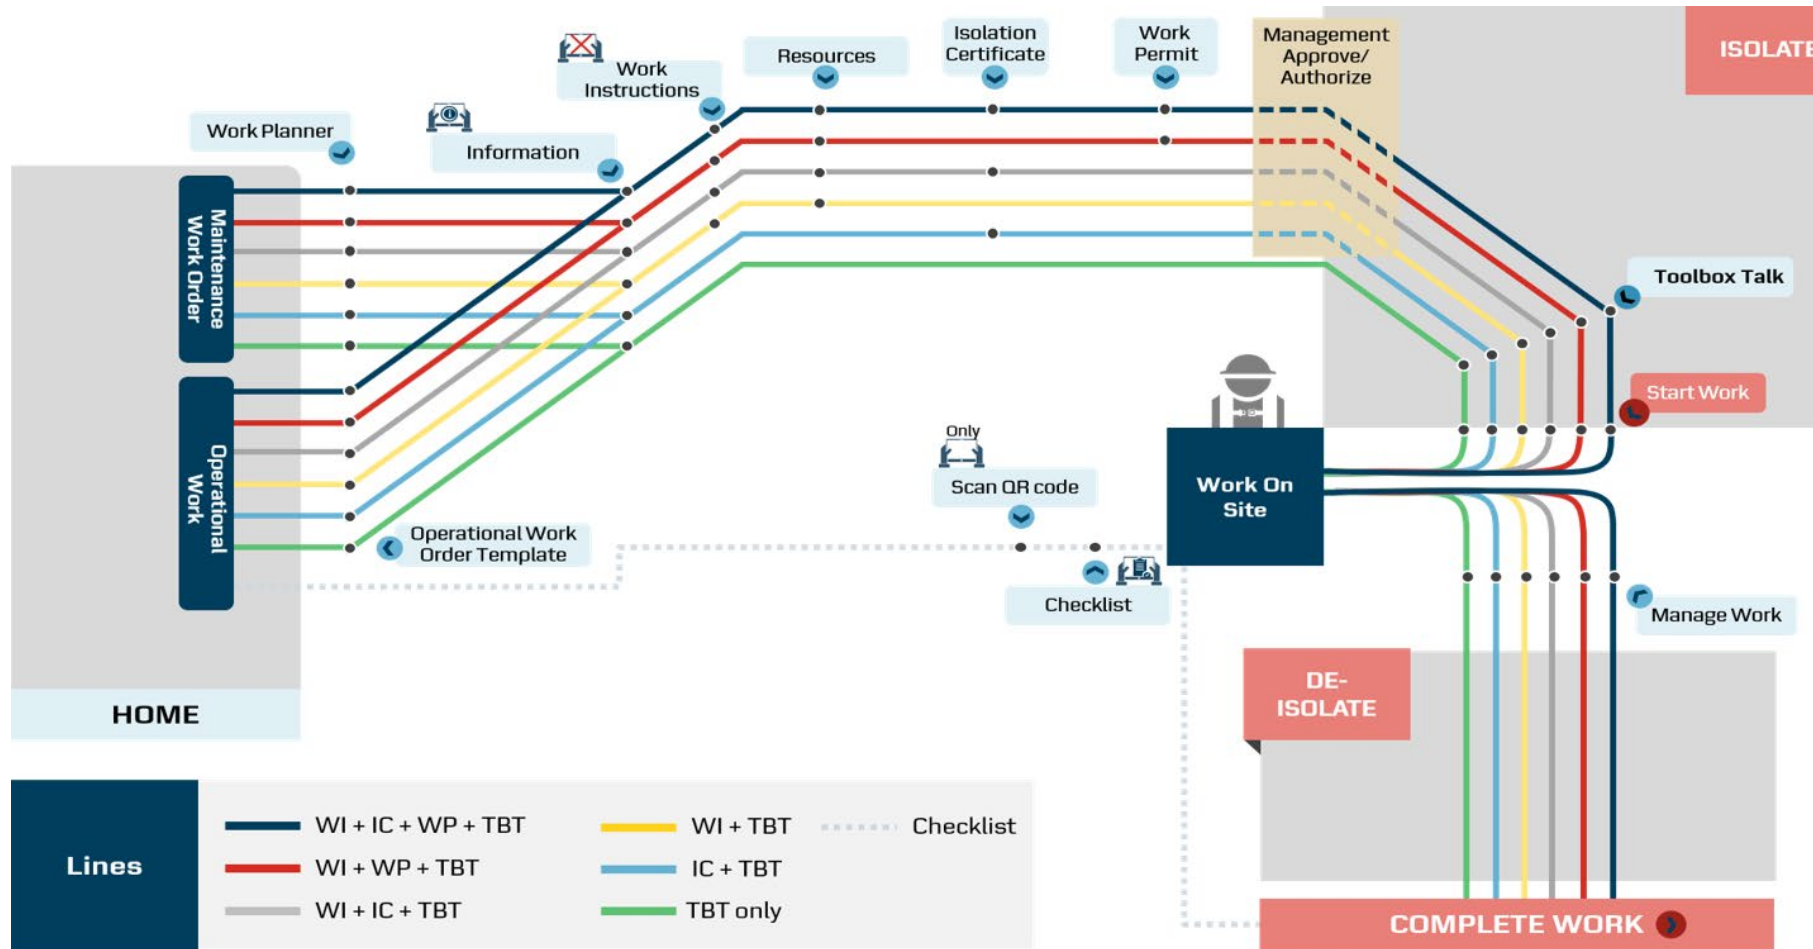 Isolation
Certificate
Work
Permit
Management
Approve/
Authorize
ISOLATE
Resources
Work
Instructions
Work Planner
Information
Maintenance
Work Order
Toolbox Talk
Start Work
Operational
Work
Only
Scan QR code
Work On
Site
Operational Work
Order Template
Checklist
Manage Work
DE-
ISOLATE
HOME
Lines
WI + IC + WP + TBT
WI + WP + TBT
WI + IC + TBT
WI + TBT
IC + TBT
TBT only
Checklist
COMPLETE WORK